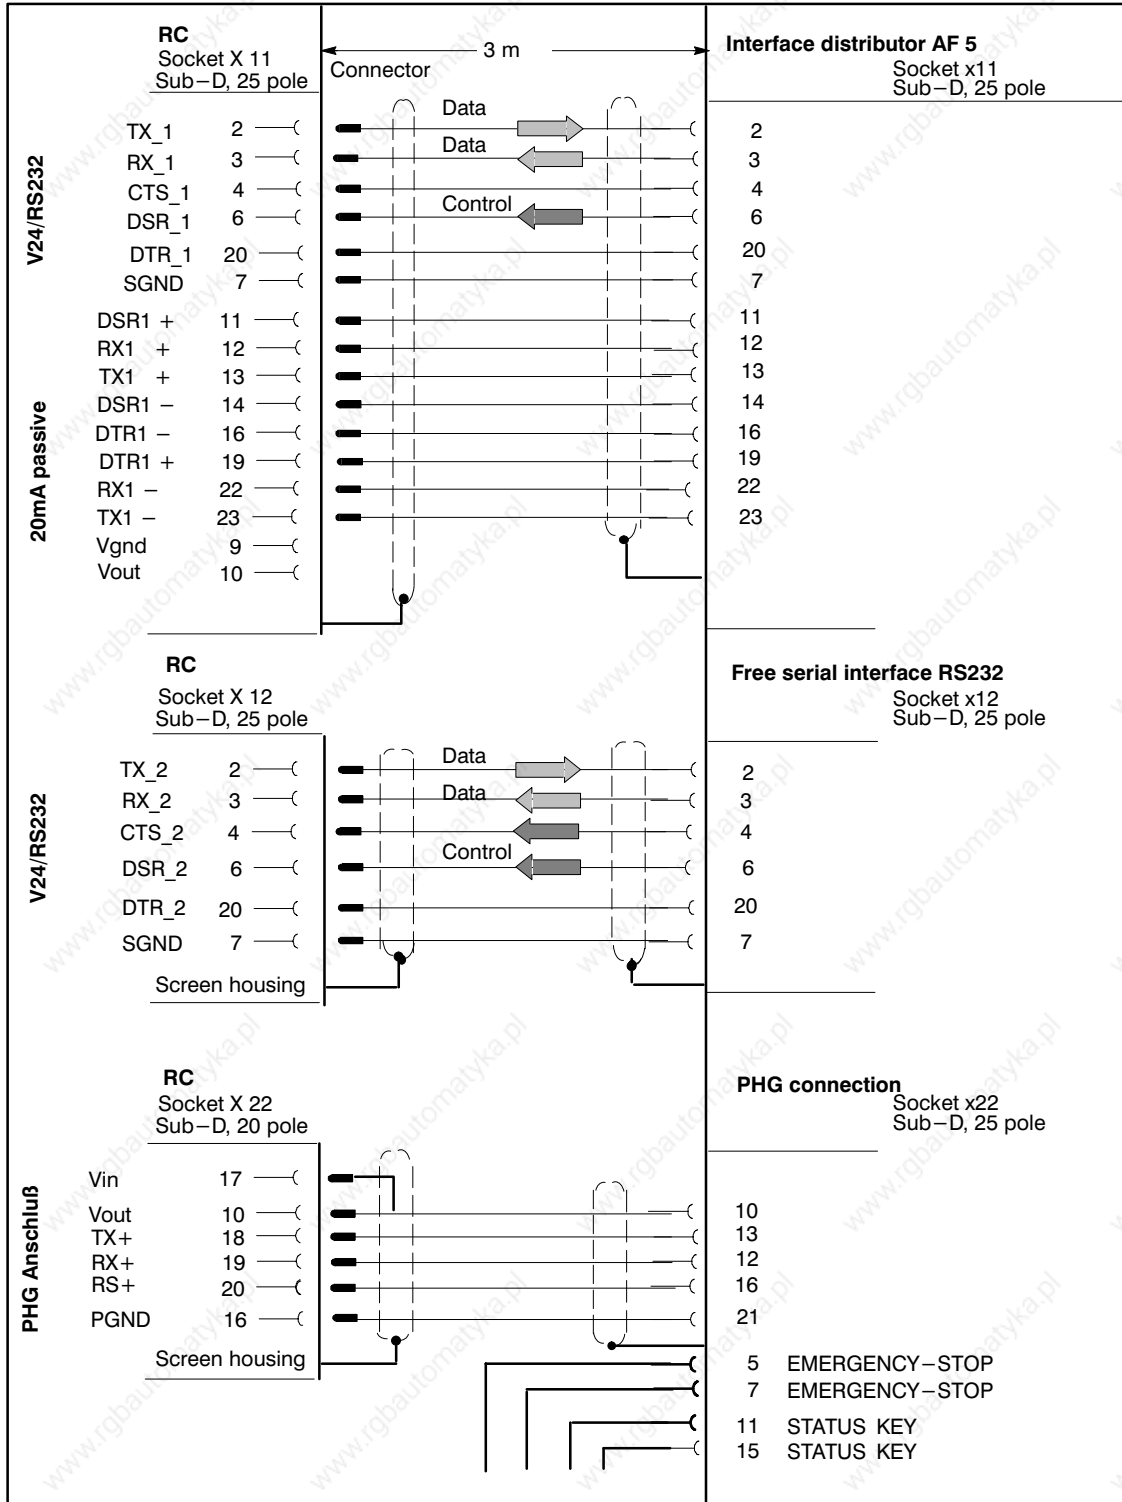 RC
Socket X 11
Sub−D, 25 pole
3 m
Connector
Interface distributor AF 5
Socket x11
Sub−D, 25 pole
V24/RS232
TX_1 2 Data 2
RX_1 3 Data 3
CTS_1 4 4
DSR_1 6 Control 6
DTR_1 20 20
SGND 7 7
20mA passive
DSR1 + 11 11
RX1 + 12 12
TX1 + 13 13
DSR1 − 14 14
DTR1 − 16 16
DTR1 + 19 19
RX1 − 22 22
TX1 − 23 23
Vgnd 9
Vout 10
RC
Socket X 12
Sub−D, 25 pole
Free serial interface RS232
Socket x12
Sub−D, 25 pole
V24/RS232
TX_2 2 Data 2
RX_2 3 Data 3
CTS_2 4 4
DSR_2 6 Control 6
DTR_2 20 20
SGND 7 7
Screen housing
RC
Socket X 22
Sub−D, 20 pole
PHG connection
Socket x22
Sub−D, 25 pole
PHG Anschluß
Vin 17
Vout 10 10
TX+ 18 13
RX+ 19 12
RS+ 20 16
PGND 16 21
Screen housing
5 EMERGENCY−STOP
7 EMERGENCY−STOP
11 STATUS KEY
15 STATUS KEY
www.rgbautomatyka.pl